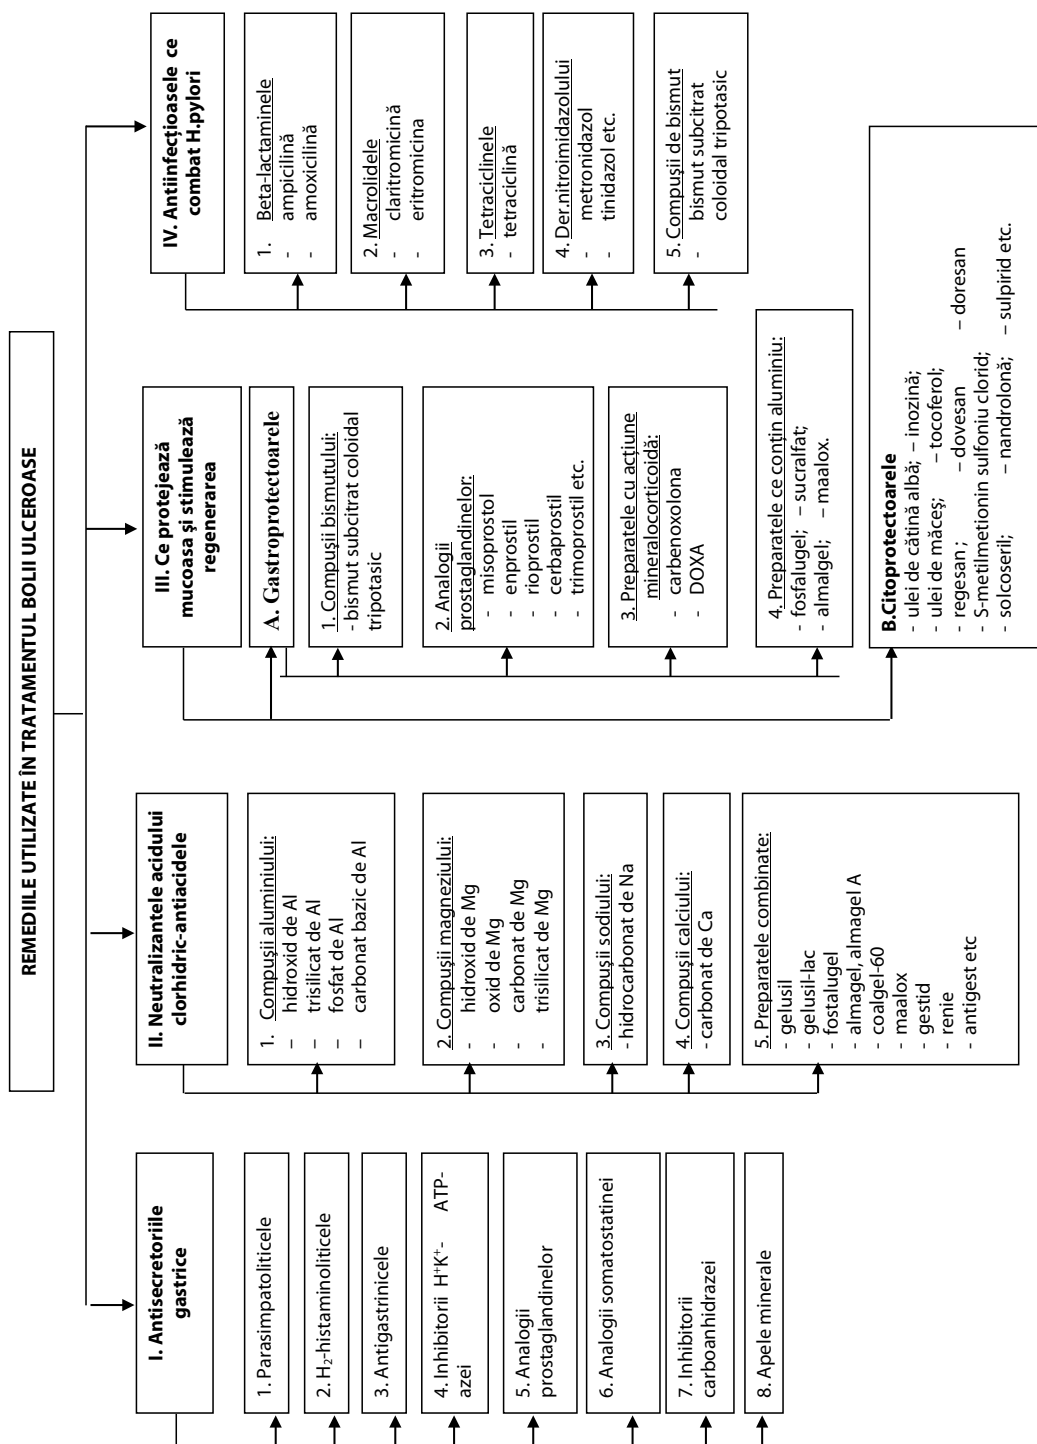 REMEDIILE UTILIZATE ÎN TRATAMENTUL BOLII ULCEROASE
I. Antisecretoriile
gastrice
1. Parasimpatoliticele
2. H₂-histaminoliticele
3. Antigastrinicele
4. Inhibitorii H⁺K⁺- ATP-
azei
5. Analogii
prostaglandinelor
6. Analogii somatostatinei
7. Inhibitorii
carboanhidrazei
8. Apele minerale
II. Neutralizantele acidului
clorhidric-antiacidele
1. Compuşii aluminiului:
– hidroxid de Al
– trisilicat de Al
– fosfat de Al
– carbonat bazic de Al
2. Compuşii magneziului:
- hidroxid de Mg
- oxid de Mg
- carbonat de Mg
- trisilicat de Mg
3. Compuşii sodiului:
- hidrocarbonat de Na
4. Compuşii calciului:
- carbonat de Ca
5. Preparatele combinate:
- gelusil
- gelusil-lac
- fostalugel
- almagel, almagel A
- coalgel-60
- maalox
- gestid
- renie
- antigest etc
III. Ce protejează
mucoasa şi stimulează
regenerarea
A. Gastroprotectoarele
1. Compuşii bismutului:
- bismut subcitrat coloidal
tripotasic
2. Analogii
prostaglandinelor:
- misoprostol
- enprostil
- rioprostil
- cerbaprostil
- trimoprostil etc.
3. Preparatele cu acţiune
mineralocorticoidă:
- carbenoxolona
- DOXA
4. Preparatele ce conţin aluminiu:
- fosfalugel; – sucralfat;
- almalgel; – maalox.
B.Citoprotectoarele
- ulei de cătină albă; – inozină;
- ulei de măceş; – tocoferol;
- regesan ; – dovesan – doresan
- S-metilmetionin sulfoniu clorid;
- solcoseril; – nandrolonă; – sulpirid etc.
IV. Antiinfecţioasele ce
combat H.pylori
1. Beta-lactaminele
- ampicilină
- amoxicilină
2. Macrolidele
- claritromicină
- eritromicina
3. Tetraciclinele
- tetraciclină
4. Der.nitroimidazolului
- metronidazol
- tinidazol etc.
5. Compuşii de bismut
- bismut subcitrat
coloidal tripotasic